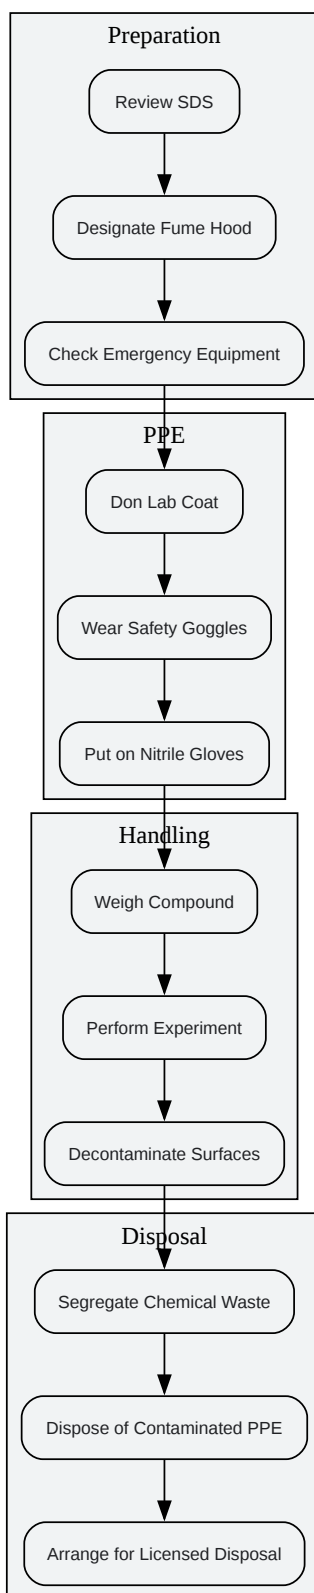 Preparation
Review SDS
Designate Fume Hood
Check Emergency Equipment
PPE
Don Lab Coat
Wear Safety Goggles
Put on Nitrile Gloves
Handling
Weigh Compound
Perform Experiment
Decontaminate Surfaces
Disposal
Segregate Chemical Waste
Dispose of Contaminated PPE
Arrange for Licensed Disposal